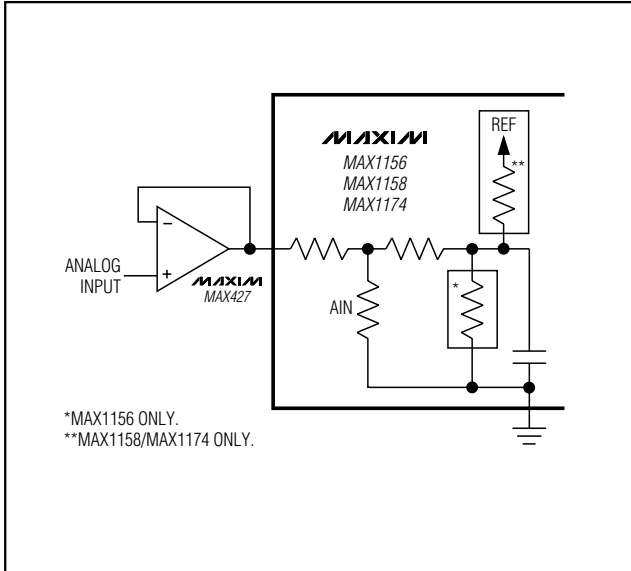 REF
**
MAXIM
MAX1156
MAX1158
MAX1174
−
+
ANALOG
INPUT
MAXIM
MAX427
AIN
*
*MAX1156 ONLY.
**MAX1158/MAX1174 ONLY.